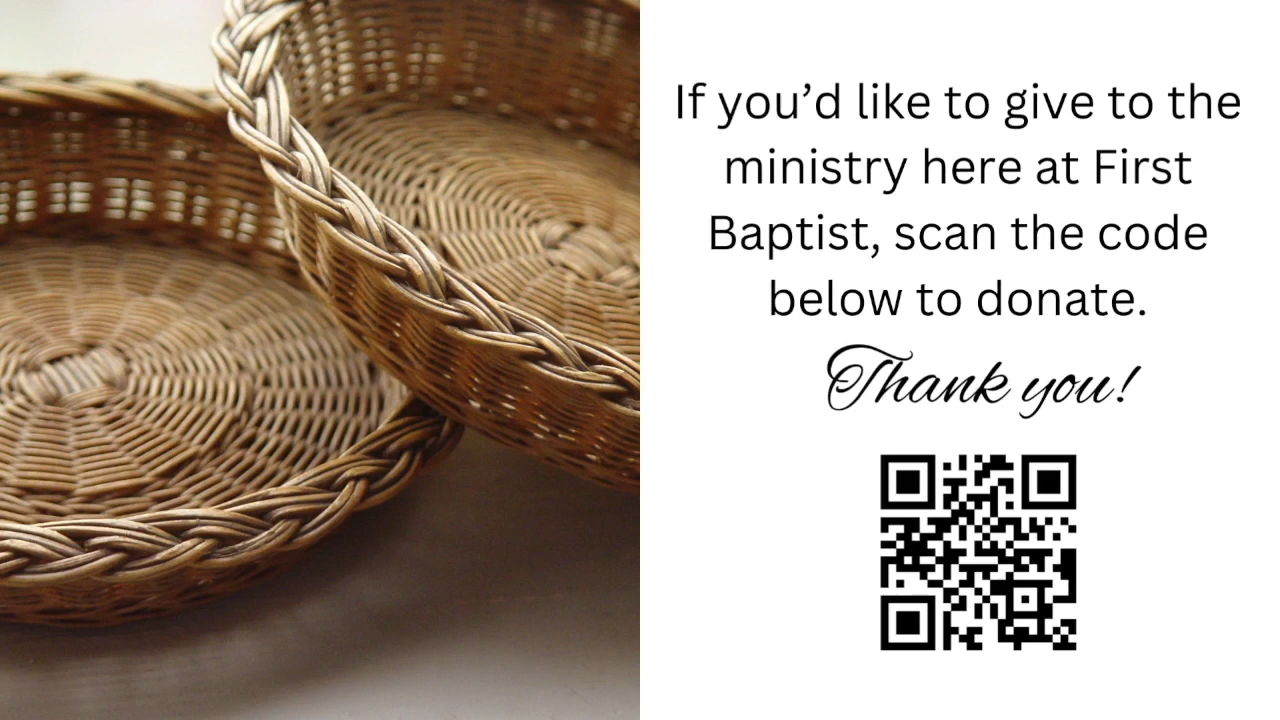 If you’d like to give to the
ministry here at First
Baptist, scan the code
below to donate.
Thank you!